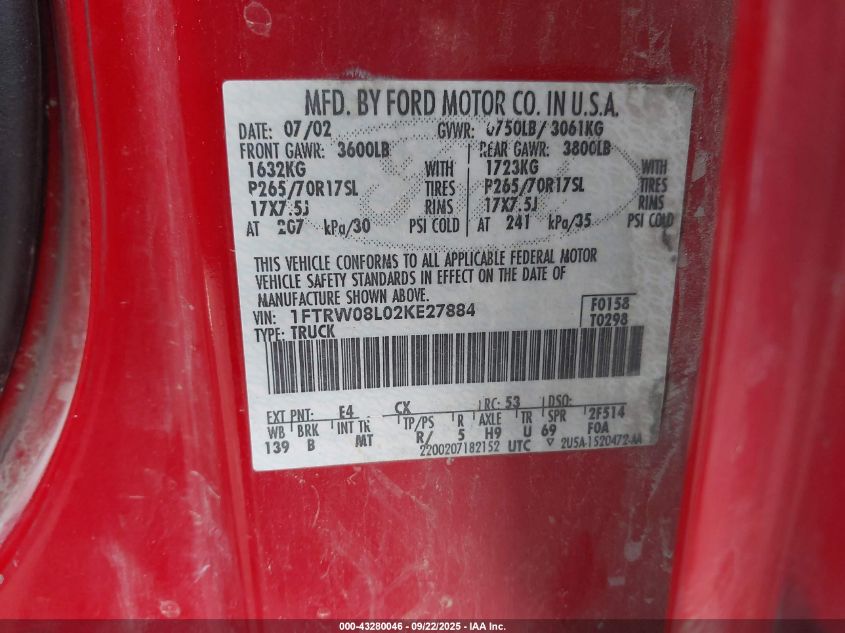 MFD. BY FORD MOTOR CO. IN U.S.A.
DATE: 07/02 GVWR: 6750LB/ 3061KG
FRONT GAWR: 3600LB REAR GAWR: 3800LB
1632KG WITH 1723KG WITH
P265/70R17SL TIRES P265/70R17SL TIRES
17X7.5J RIMS 17X7.5J RIMS
AT 207 kPa/30 PSI COLD AT 241 kPa/35 PSI COLD
THIS VEHICLE CONFORMS TO ALL APPLICABLE FEDERAL MOTOR
VEHICLE SAFETY STANDARDS IN EFFECT ON THE DATE OF
MANUFACTURE SHOWN ABOVE.
VIN: 1FTRW08L02KE27884 F0158
TYPE: TRUCK T0298
EXT PNT: E4 CX RC: 53 DSO:
WB BRK INT TR TP/PS R AXLE TR SPR 2F514
139 B MT R/ 5 H9 U 69 F0A
2200207182152 UTC 2U5A-1520472-AA
000-43280046 - 09/22/2025 - IAA Inc.